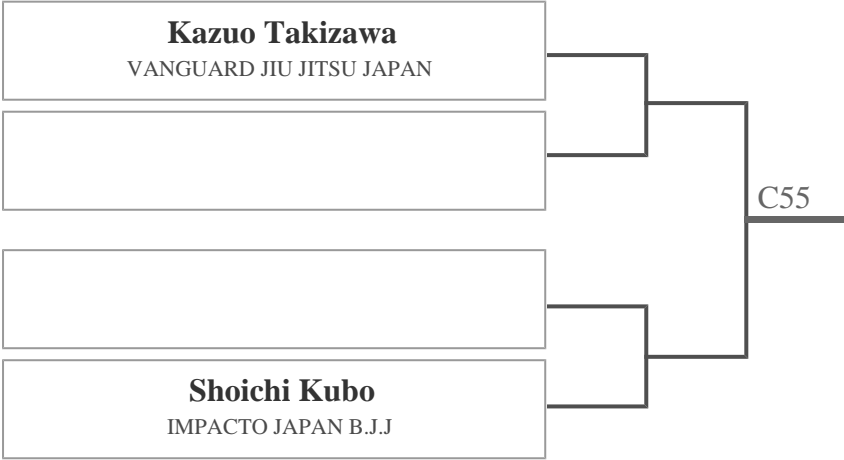 Kazuo Takizawa
VANGUARD JIU JITSU JAPAN
C55
Shoichi Kubo
IMPACTO JAPAN B.J.J